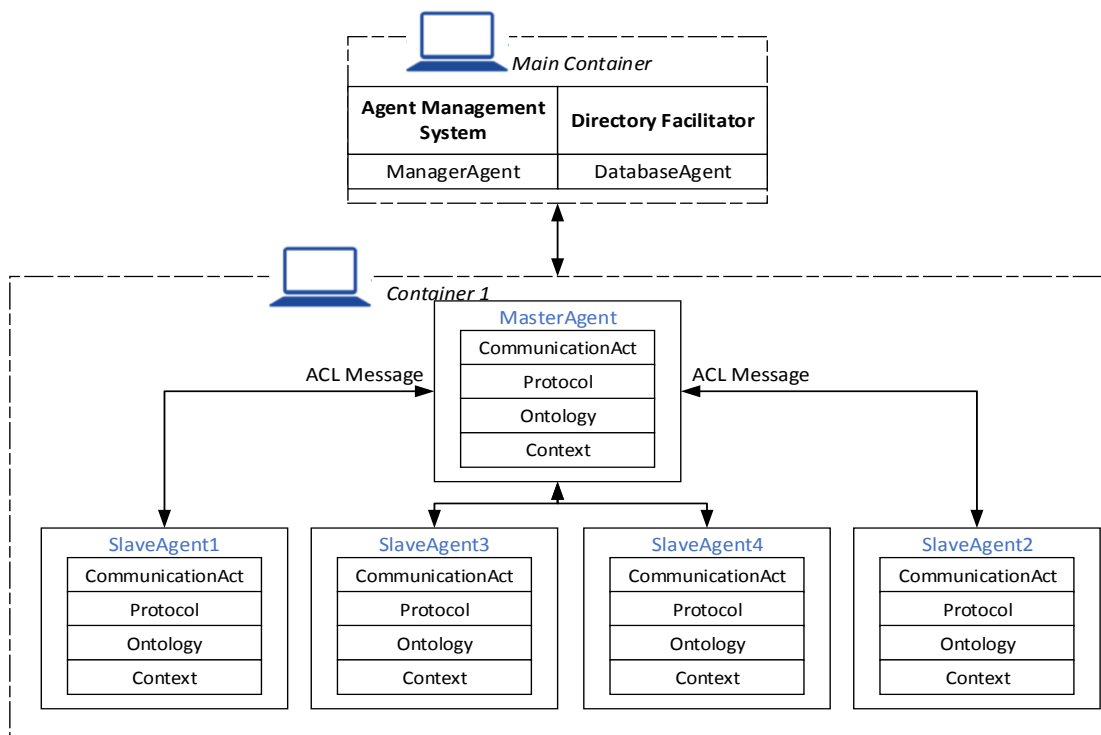 Main Container
Agent Management
System
Directory Facilitator
ManagerAgent
DatabaseAgent
Container 1
MasterAgent
CommunicationAct
Protocol
Ontology
Context
ACL Message
ACL Message
SlaveAgent1
CommunicationAct
Protocol
Ontology
Context
SlaveAgent3
CommunicationAct
Protocol
Ontology
Context
SlaveAgent4
CommunicationAct
Protocol
Ontology
Context
SlaveAgent2
CommunicationAct
Protocol
Ontology
Context